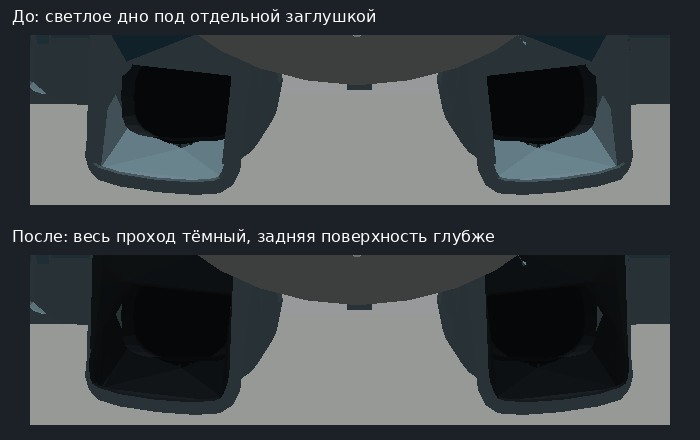 До: светлое дно под отдельной заглушкой
После: весь проход тёмный, задняя поверхность глубже